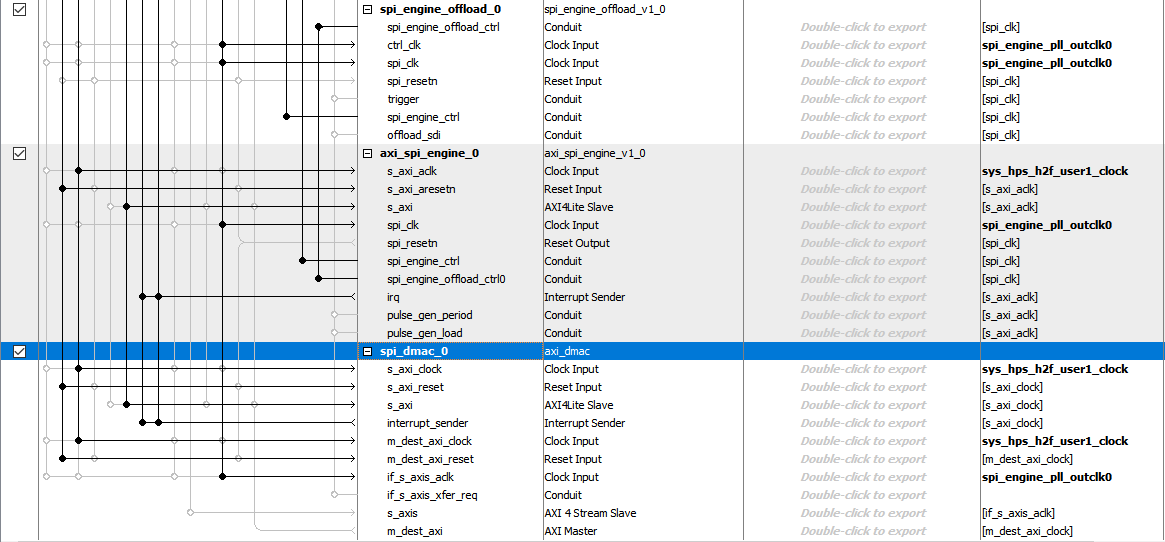 spi_engine_offload_0 spi_engine_offload_v1_0
spi_engine_offload_ctrl Conduit Double-click to export [spi_clk]
ctrl_clk Clock Input Double-click to export spi_engine_pll_outclk0
spi_clk Clock Input Double-click to export spi_engine_pll_outclk0
spi_resetn Reset Input Double-click to export [spi_clk]
trigger Conduit Double-click to export [spi_clk]
spi_engine_ctrl Conduit Double-click to export [spi_clk]
offload_sdi Conduit Double-click to export [spi_clk]
axi_spi_engine_0 axi_spi_engine_v1_0
s_axi_aclk Clock Input Double-click to export sys_hps_h2f_user1_clock
s_axi_aresetn Reset Input Double-click to export [s_axi_aclk]
s_axi AXI4Lite Slave Double-click to export [s_axi_aclk]
spi_clk Clock Input Double-click to export spi_engine_pll_outclk0
spi_resetn Reset Output Double-click to export [spi_clk]
spi_engine_ctrl Conduit Double-click to export [spi_clk]
spi_engine_offload_ctrl0 Conduit Double-click to export [spi_clk]
irq Interrupt Sender Double-click to export [s_axi_aclk]
pulse_gen_period Conduit Double-click to export [s_axi_aclk]
pulse_gen_load Conduit Double-click to export [s_axi_aclk]
spi_dmac_0 axi_dmac
s_axi_clock Clock Input Double-click to export sys_hps_h2f_user1_clock
s_axi_reset Reset Input Double-click to export [s_axi_clock]
s_axi AXI4Lite Slave Double-click to export [s_axi_clock]
interrupt_sender Interrupt Sender Double-click to export [s_axi_clock]
m_dest_axi_clock Clock Input Double-click to export sys_hps_h2f_user1_clock
m_dest_axi_reset Reset Input Double-click to export [m_dest_axi_clock]
if_s_axis_aclk Clock Input Double-click to export spi_engine_pll_outclk0
if_s_axis_xfer_req Conduit Double-click to export
s_axis AXI 4 Stream Slave Double-click to export [if_s_axis_aclk]
m_dest_axi AXI Master Double-click to export [m_dest_axi_clock]